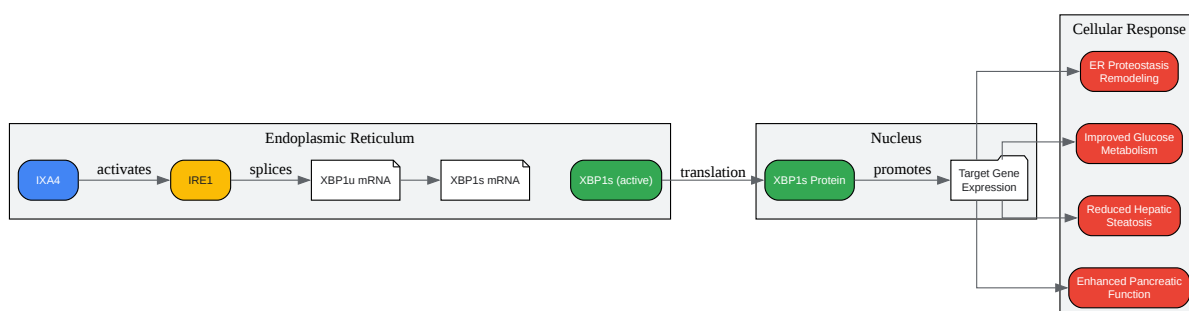 Cellular Response
ER Proteostasis
Remodeling
Endoplasmic Reticulum
Nucleus
IXA4
activates
IRE1
splices
XBP1u mRNA
XBP1s mRNA
XBP1s (active)
translation
XBP1s Protein
promotes
Target Gene
Expression
Improved Glucose
Metabolism
Reduced Hepatic
Steatosis
Enhanced Pancreatic
Function